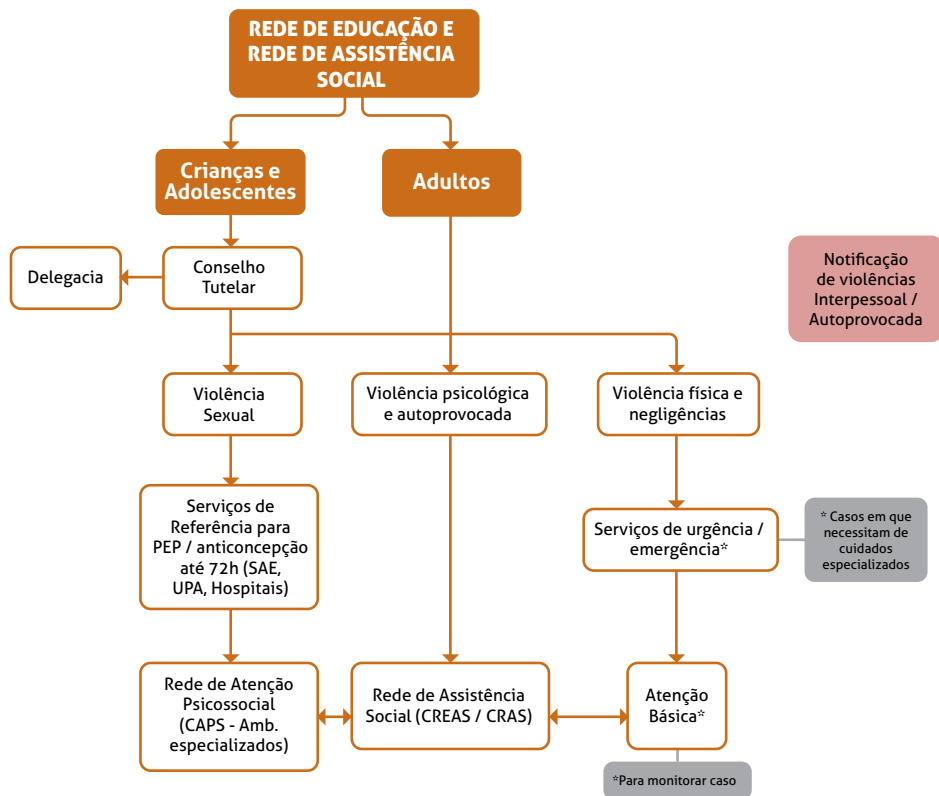 REDE DE EDUCAÇÃO E
REDE DE ASSISTÊNCIA
SOCIAL
Crianças e
Adolescentes
Adultos
Delegacia
Conselho
Tutelar
Notificação
de violências
Interpessoal /
Autoprovocada
Violência
Sexual
Violência psicológica
e autoprovocada
Violência física e
negligências
Serviços de
Referência para
PEP / anticoncepção
até 72h (SAE,
UPA, Hospitais)
Serviços de urgência /
emergência*
* Casos em que
necessitam de
cuidados
especializados
Rede de Atenção
Psicossocial
(CAPS - Amb.
especializados)
Rede de Assistência
Social (CREAS / CRAS)
Atenção
Básica*
*Para monitorar caso